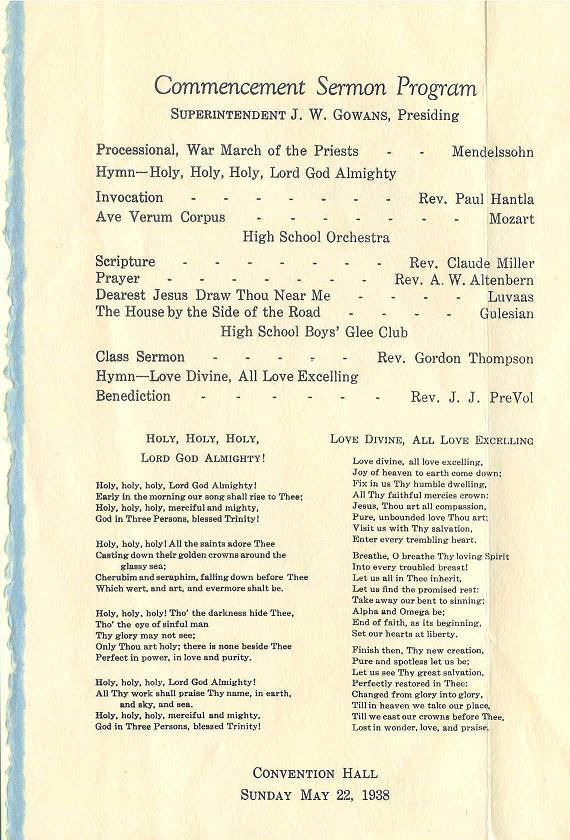 Commencement Sermon Program
SUPERINTENDENT J. W. GOWANS, Presiding
Processional, War March of the Priests - - Mendelssohn
Hymn—Holy, Holy, Holy, Lord God Almighty
Invocation - - - - - - - Rev. Paul Hantla
Ave Verum Corpus - - - - - - - Mozart
High School Orchestra
Scripture - - - - - - - Rev. Claude Miller
Prayer - - - - - - - Rev. A. W. Altenbern
Dearest Jesus Draw Thou Near Me - - - - Luvaas
The House by the Side of the Road - - - - Gulesian
High School Boys' Glee Club
Class Sermon - - - - - Rev. Gordon Thompson
Hymn—Love Divine, All Love Excelling
Benediction - - - - - - Rev. J. J. PreVol
HOLY, HOLY, HOLY,
LORD GOD ALMIGHTY!
Holy, holy, holy, Lord God Almighty!
Early in the morning our song shall rise to Thee;
Holy, holy, holy, merciful and mighty,
God in Three Persons, blessed Trinity!
Holy, holy, holy! All the saints adore Thee
Casting down their golden crowns around the
glassy sea;
Cherubim and seraphim, falling down before Thee
Which wert, and art, and evermore shalt be.
Holy, holy, holy! Tho' the darkness hide Thee,
Tho' the eye of sinful man
Thy glory may not see;
Only Thou art holy; there is none beside Thee
Perfect in power, in love and purity.
Holy, holy, holy, Lord God Almighty!
All Thy work shall praise Thy name, in earth,
and sky, and sea.
Holy, holy, holy, merciful and mighty,
God in Three Persons, blessed Trinity!
LOVE DIVINE, ALL LOVE EXCELLING
Love divine, all love excelling,
Joy of heaven to earth come down;
Fix in us Thy humble dwelling,
All Thy faithful mercies crown:
Jesus, Thou art all compassion,
Pure, unbounded love Thou art;
Visit us with Thy salvation,
Enter every trembling heart.
Breathe, O breathe Thy loving Spirit
Into every troubled breast!
Let us all in Thee inherit,
Let us find the promised rest:
Take away our bent to sinning;
Alpha and Omega be;
End of faith, as its beginning,
Set our hearts at liberty.
Finish then, Thy new creation,
Pure and spotless let us be;
Let us see Thy great salvation,
Perfectly restored in Thee:
Changed from glory into glory,
Till in heaven we take our place,
Till we cast our crowns before Thee,
Lost in wonder, love, and praise.
CONVENTION HALL
SUNDAY MAY 22, 1938